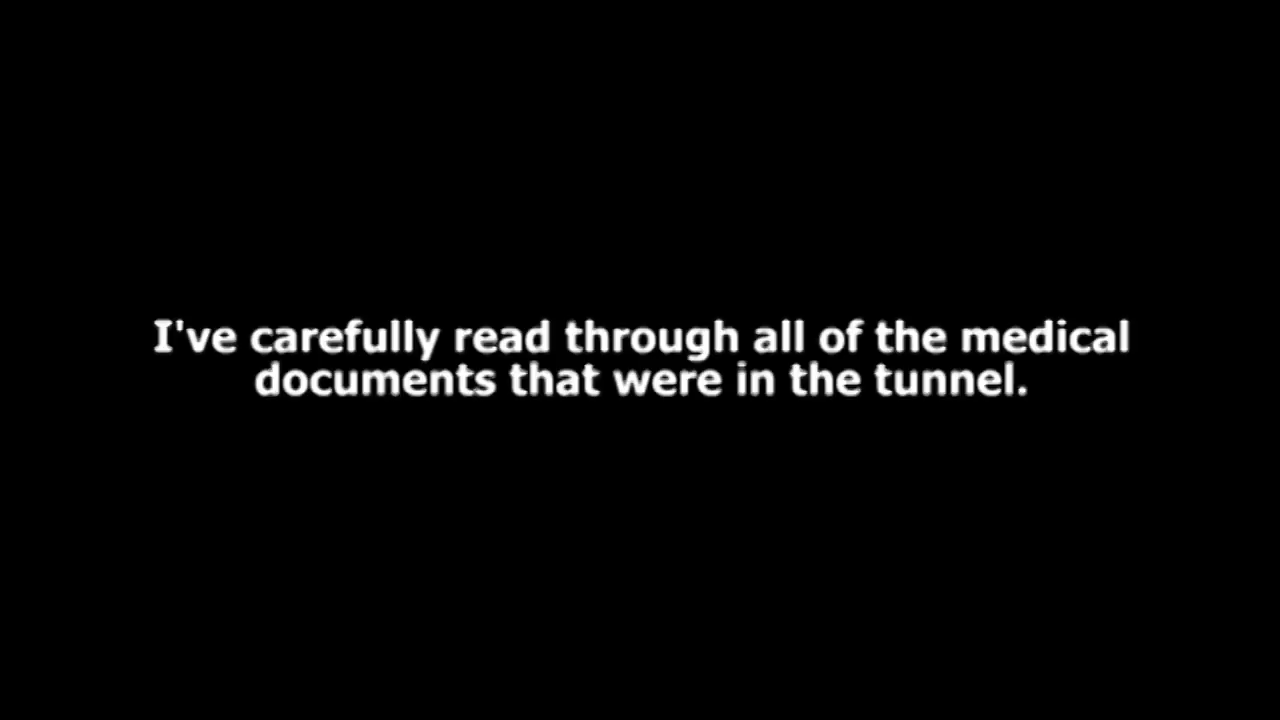 I've carefully read through all of the medical
documents that were in the tunnel.